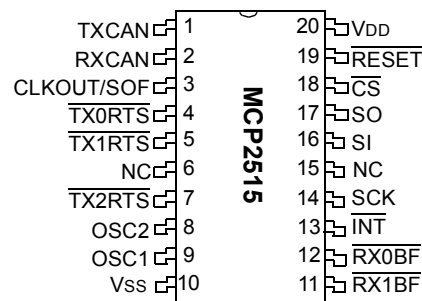 TXCAN 1 20 VDD
RXCAN 2 19 RESET
CLKOUT/SOF 3 18 CS
TX0RTS 4 17 SO
TX1RTS 5 16 SI
NC 6 15 NC
TX2RTS 7 14 SCK
OSC2 8 13 INT
OSC1 9 12 RX0BF
Vss 10 11 RX1BF
MCP2515